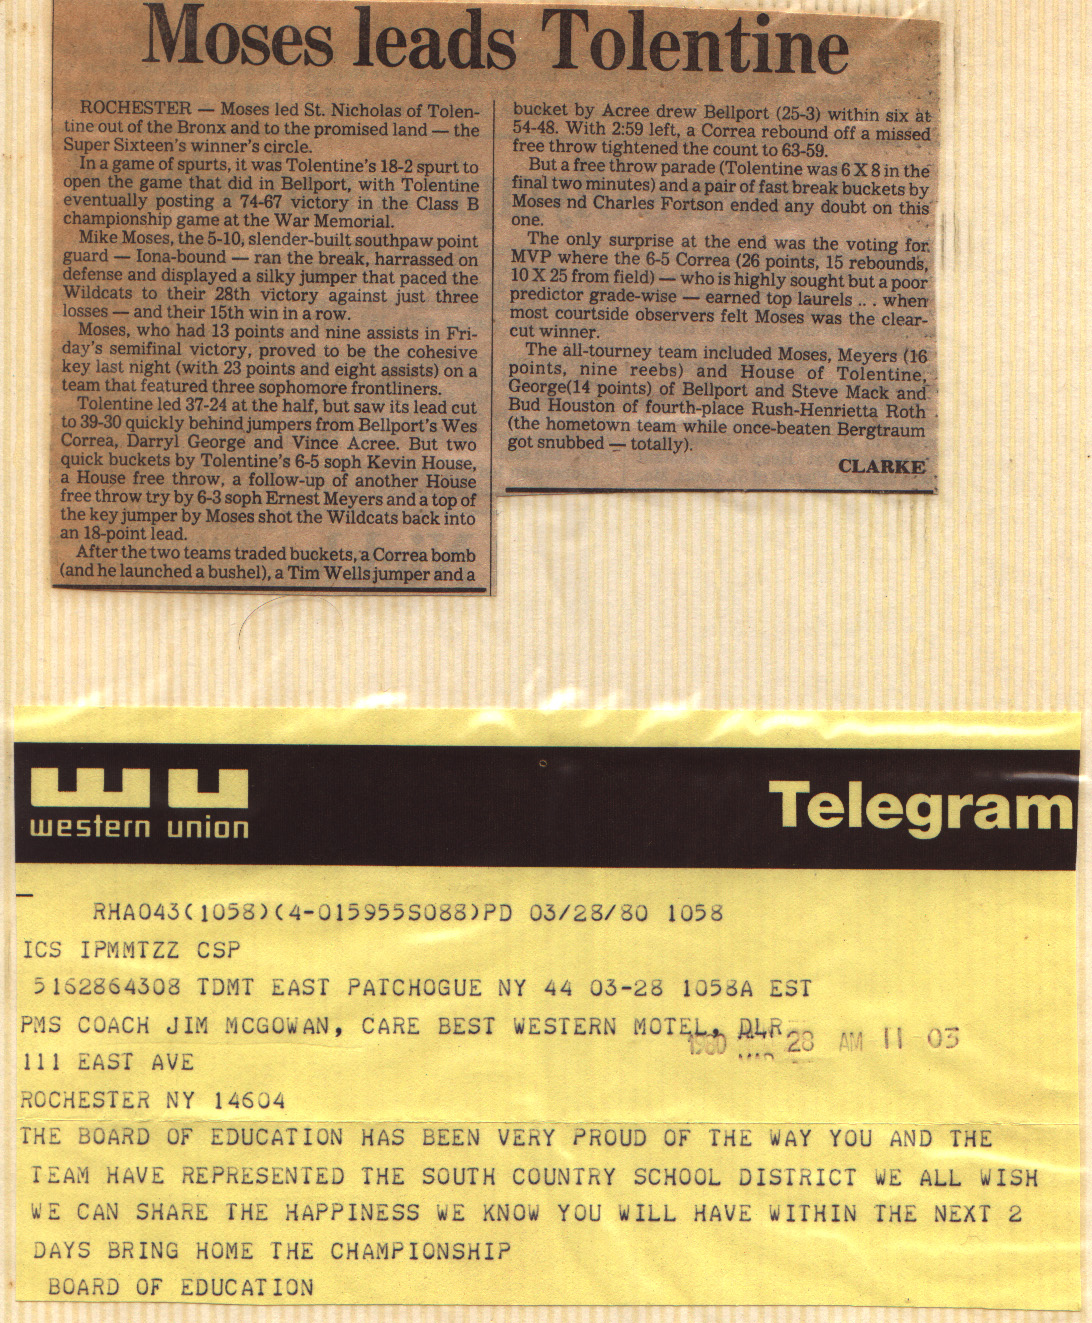 Moses leads Tolentine
ROCHESTER — Moses led St. Nicholas of Tolen-
tine out of the Bronx and to the promised land — the
Super Sixteen's winner's circle.
In a game of spurts, it was Tolentine's 18-2 spurt to
open the game that did in Bellport, with Tolentine
eventually posting a 74-67 victory in the Class B
championship game at the War Memorial.
Mike Moses, the 5-10, slender-built southpaw point
guard — Iona-bound — ran the break, harrassed on
defense and displayed a silky jumper that paced the
Wildcats to their 28th victory against just three
losses — and their 15th win in a row.
Moses, who had 13 points and nine assists in Fri-
day's semifinal victory, proved to be the cohesive
key last night (with 23 points and eight assists) on a
team that featured three sophomore frontliners.
Tolentine led 37-24 at the half, but saw its lead cut
to 39-30 quickly behind jumpers from Bellport's Wes
Correa, Darryl George and Vince Acree. But two
quick buckets by Tolentine's 6-5 soph Kevin House,
a House free throw, a follow-up of another House
free throw try by 6-3 soph Ernest Meyers and a top of
the key jumper by Moses shot the Wildcats back into
an 18-point lead.
After the two teams traded buckets, a Correa bomb
(and he launched a bushel), a Tim Wells jumper and a
bucket by Acree drew Bellport (25-3) within six at
54-48. With 2:59 left, a Correa rebound off a missed
free throw tightened the count to 63-59.
But a free throw parade (Tolentine was 6 X 8 in the
final two minutes) and a pair of fast break buckets by
Moses nd Charles Fortson ended any doubt on this
one.
The only surprise at the end was the voting for
MVP where the 6-5 Correa (26 points, 15 rebounds,
10 X 25 from field) — who is highly sought but a poor
predictor grade-wise — earned top laurels . . . when
most courtside observers felt Moses was the clear-
cut winner.
The all-tourney team included Moses, Meyers (16
points, nine reebs) and House of Tolentine,
George(14 points) of Bellport and Steve Mack and
Bud Houston of fourth-place Rush-Henrietta Roth
(the hometown team while once-beaten Bergtraum
got snubbed — totally).
CLARKE
western union
Telegram
RHA043(1058)(4-015955S088)PD 03/28/80 1058
ICS IPMMTZZ CSP
5162864308 TDMT EAST PATCHOGUE NY 44 03-28 1058A EST
PMS COACH JIM MCGOWAN, CARE BEST WESTERN MOTEL, DLR
1980 MAR 28 AM 11 03
111 EAST AVE
ROCHESTER NY 14604
THE BOARD OF EDUCATION HAS BEEN VERY PROUD OF THE WAY YOU AND THE
TEAM HAVE REPRESENTED THE SOUTH COUNTRY SCHOOL DISTRICT WE ALL WISH
WE CAN SHARE THE HAPPINESS WE KNOW YOU WILL HAVE WITHIN THE NEXT 2
DAYS BRING HOME THE CHAMPIONSHIP
BOARD OF EDUCATION